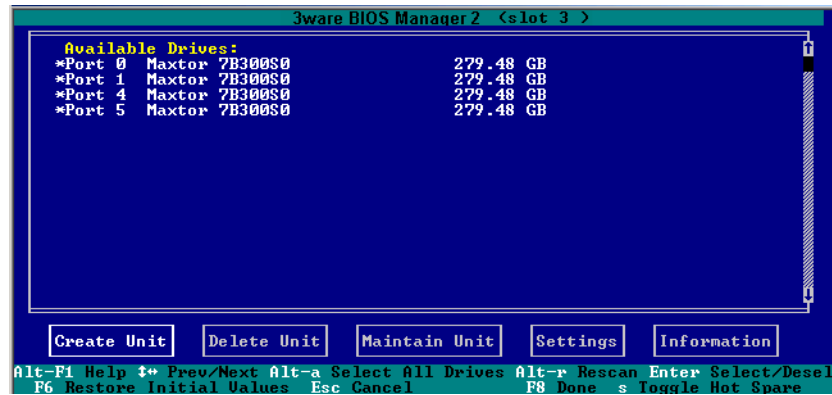 3ware BIOS Manager 2 (slot 3 )
Available Drives:
*Port 0 Maxtor 7B300S0 279.48 GB
*Port 1 Maxtor 7B300S0 279.48 GB
*Port 4 Maxtor 7B300S0 279.48 GB
*Port 5 Maxtor 7B300S0 279.48 GB
Create Unit Delete Unit Maintain Unit Settings Information
Alt-F1 Help ↕↔ Prev/Next Alt-a Select All Drives Alt-r Rescan Enter Select/Desel
F6 Restore Initial Values Esc Cancel F8 Done s Toggle Hot Spare